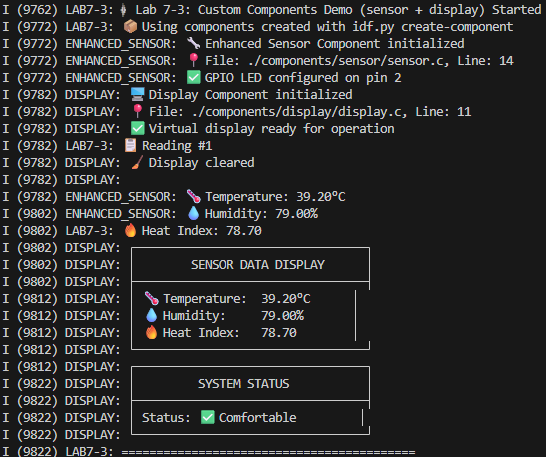 I (9762) LAB7-3: Lab 7-3: Custom Components Demo (sensor + display) Started
I (9772) LAB7-3: 📦 Using components created with idf.py create-component
I (9772) ENHANCED_SENSOR: 🔧 Enhanced Sensor Component initialized
I (9772) ENHANCED_SENSOR: 📍 File: ./components/sensor/sensor.c, Line: 14
I (9772) ENHANCED_SENSOR: ✅ GPIO LED configured on pin 2
I (9782) DISPLAY: 🖥️ Display Component initialized
I (9782) DISPLAY: 📍 File: ./components/display/display.c, Line: 11
I (9782) DISPLAY: ✅ Virtual display ready for operation
I (9782) LAB7-3: 📋 Reading #1
I (9782) DISPLAY: 🧹 Display cleared
I (9782) DISPLAY:
I (9782) ENHANCED_SENSOR: 🌡️ Temperature: 39.20°C
I (9802) ENHANCED_SENSOR: 💧 Humidity: 79.00%
I (9802) LAB7-3: 🔥 Heat Index: 78.70
I (9802) DISPLAY:
I (9802) DISPLAY: SENSOR DATA DISPLAY
I (9802) DISPLAY:
I (9812) DISPLAY: 🌡️ Temperature: 39.20°C
I (9812) DISPLAY: 💧 Humidity: 79.00%
I (9812) DISPLAY: 🔥 Heat Index: 78.70
I (9812) DISPLAY:
I (9812) DISPLAY:
I (9822) DISPLAY: SYSTEM STATUS
I (9822) DISPLAY:
I (9822) DISPLAY: Status: ✅ Comfortable
I (9822) DISPLAY:
I (9822) LAB7-3: ==========================================